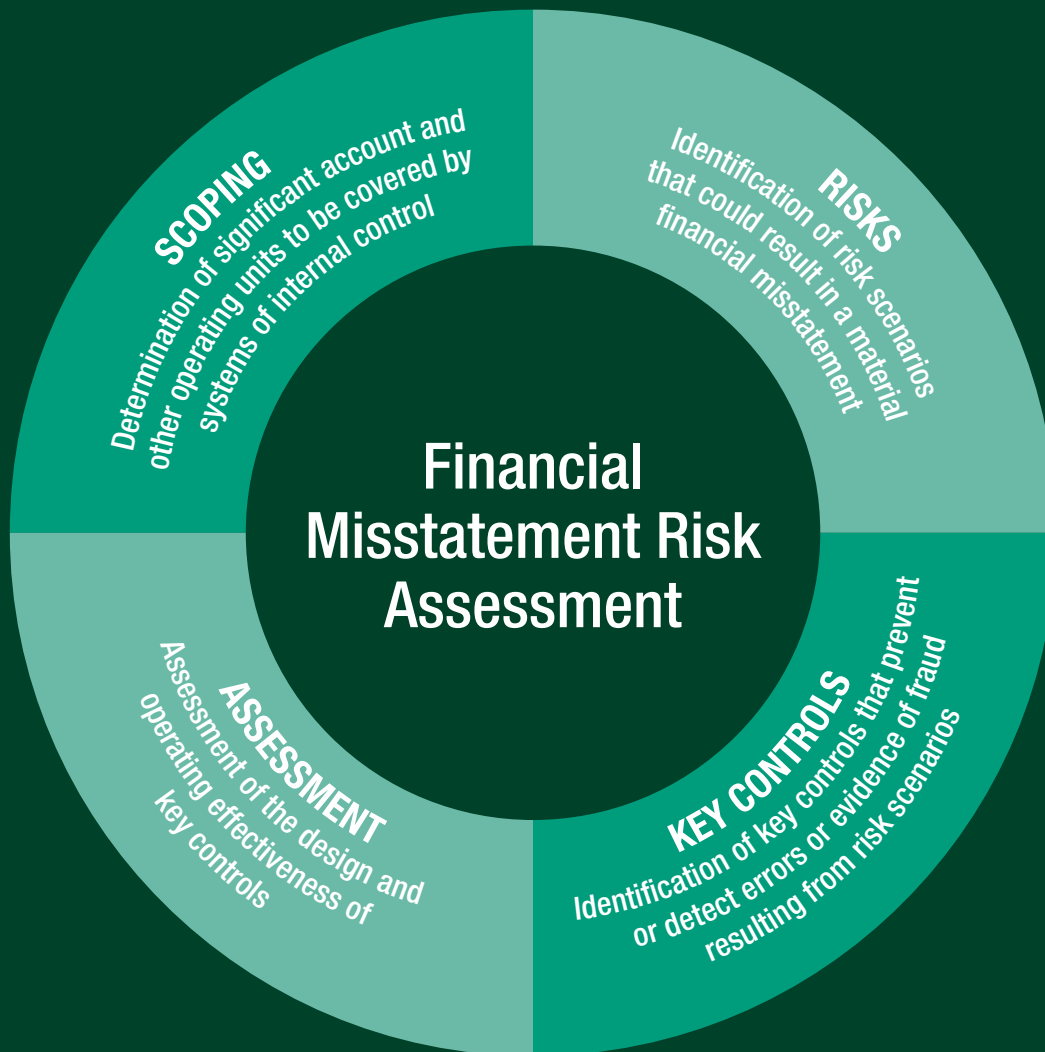 SCOPING
Determination of significant account and
other operating units to be covered by
systems of internal control
RISKS
Identification of risk scenarios
that could result in a material
financial misstatement
Financial
Misstatement Risk
Assessment
KEY CONTROLS
Identification of key controls that prevent
or detect errors or evidence of fraud
resulting from risk scenarios
ASSESSMENT
Assessment of the design and
operating effectiveness of
key controls